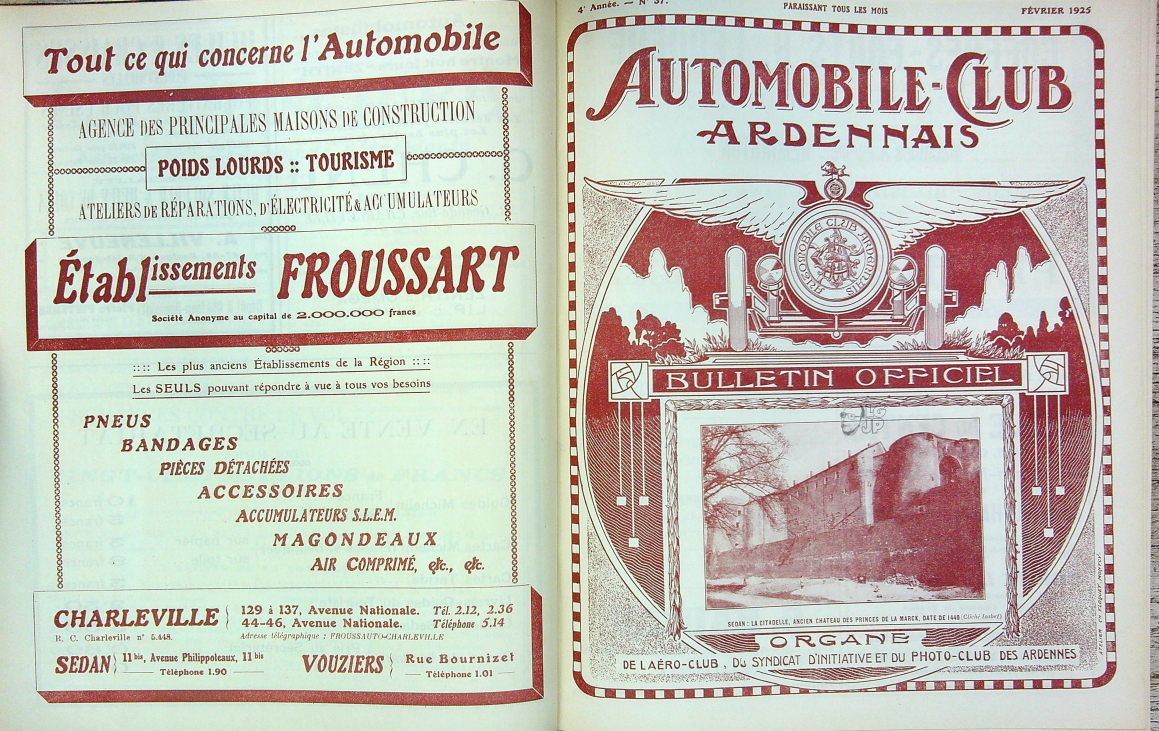 Tout ce qui concerne l'Automobile
AGENCE DES PRINCIPALES MAISONS DE CONSTRUCTION
POIDS LOURDS :: TOURISME
ATELIERS DE RÉPARATIONS, D'ÉLECTRICITÉ & ACCUMULATEURS
Établissements FROUSSART
Société Anonyme au capital de 2.000.000 francs
:::: Les plus anciens Établissements de la Région ::::
Les SEULS pouvant répondre à vue à tous vos besoins
PNEUS
BANDAGES
PIÈCES DÉTACHÉES
ACCESSOIRES
ACCUMULATEURS S.L.E.M.
MAGONDEAUX
AIR COMPRIMÉ, etc., etc.
CHARLEVILLE
R. C. Charleville n° 5.448.
129 à 137, Avenue Nationale. Tél. 2.12, 2.36
44-46, Avenue Nationale. Téléphone 5.14
Adresse télégraphique : FROUSSAUTO-CHARLEVILLE
SEDAN
11 bis, Avenue Philippoteaux, 11 bis
Téléphone 1.90
VOUZIERS
Rue Bournizet
Téléphone 1.01
4e Année. — N° 37.
PARAISSANT TOUS LES MOIS
FÉVRIER 1925
AUTOMOBILE-CLUB
ARDENNAIS
AUTOMOBILE CLUB ARDENNAIS
BULLETIN OFFICIEL
SEDAN : LA CITADELLE, ANCIEN CHATEAU DES PRINCES DE LA MARCK, DATE DE 1440 (Cliché Isobet)
ORGANE
DE L'AÉRO-CLUB, DU SYNDICAT D'INITIATIVE ET DU PHOTO-CLUB DES ARDENNES